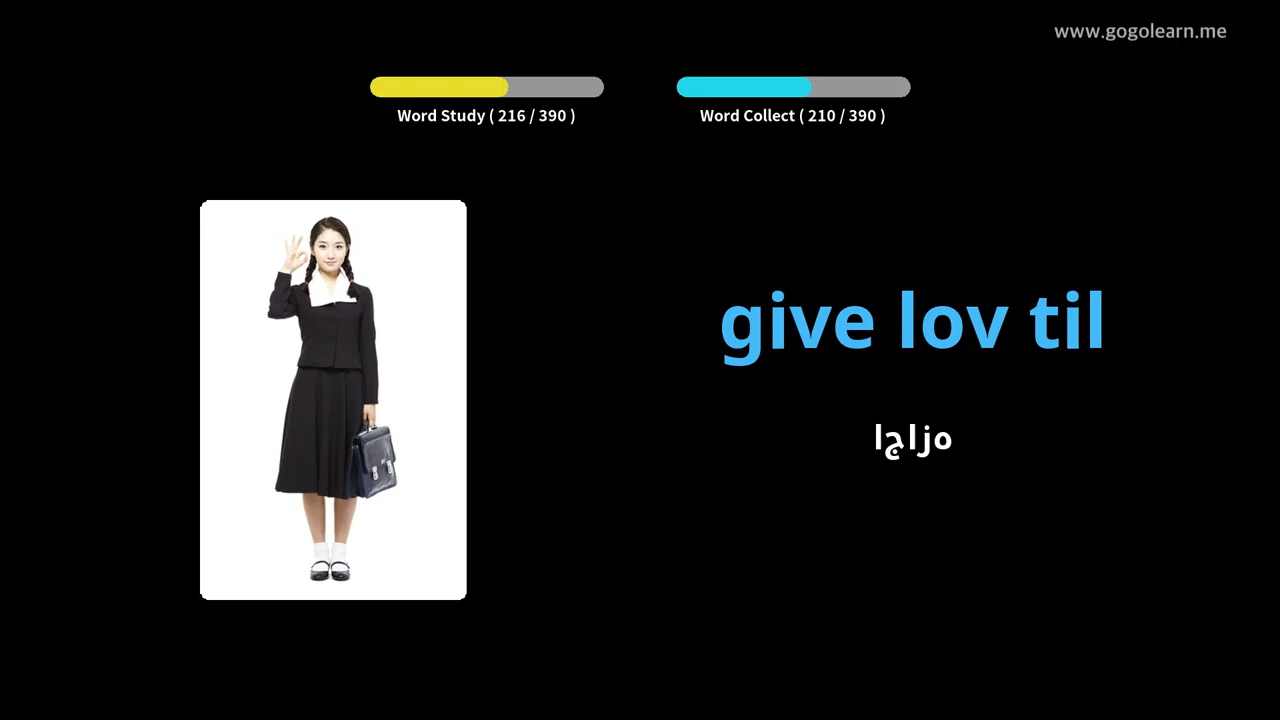 www.gogolearn.me
Word Study ( 216 / 390 )
Word Collect ( 210 / 390 )
give lov til
اجازه